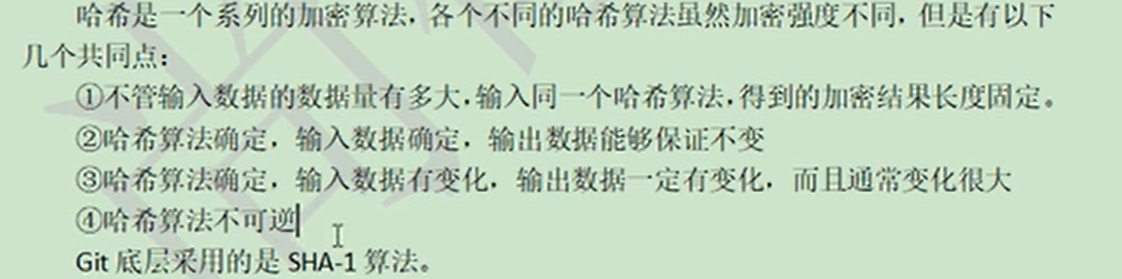 哈希是一个系列的加密算法，各个不同的哈希算法虽然加密强度不同，但是有以下
几个共同点：
①不管输入数据的数据量有多大，输入同一个哈希算法，得到的加密结果长度固定。
②哈希算法确定，输入数据确定，输出数据能够保证不变
③哈希算法确定，输入数据有变化，输出数据一定有变化，而且通常变化很大
④哈希算法不可逆
Git 底层采用的是 SHA-1 算法。